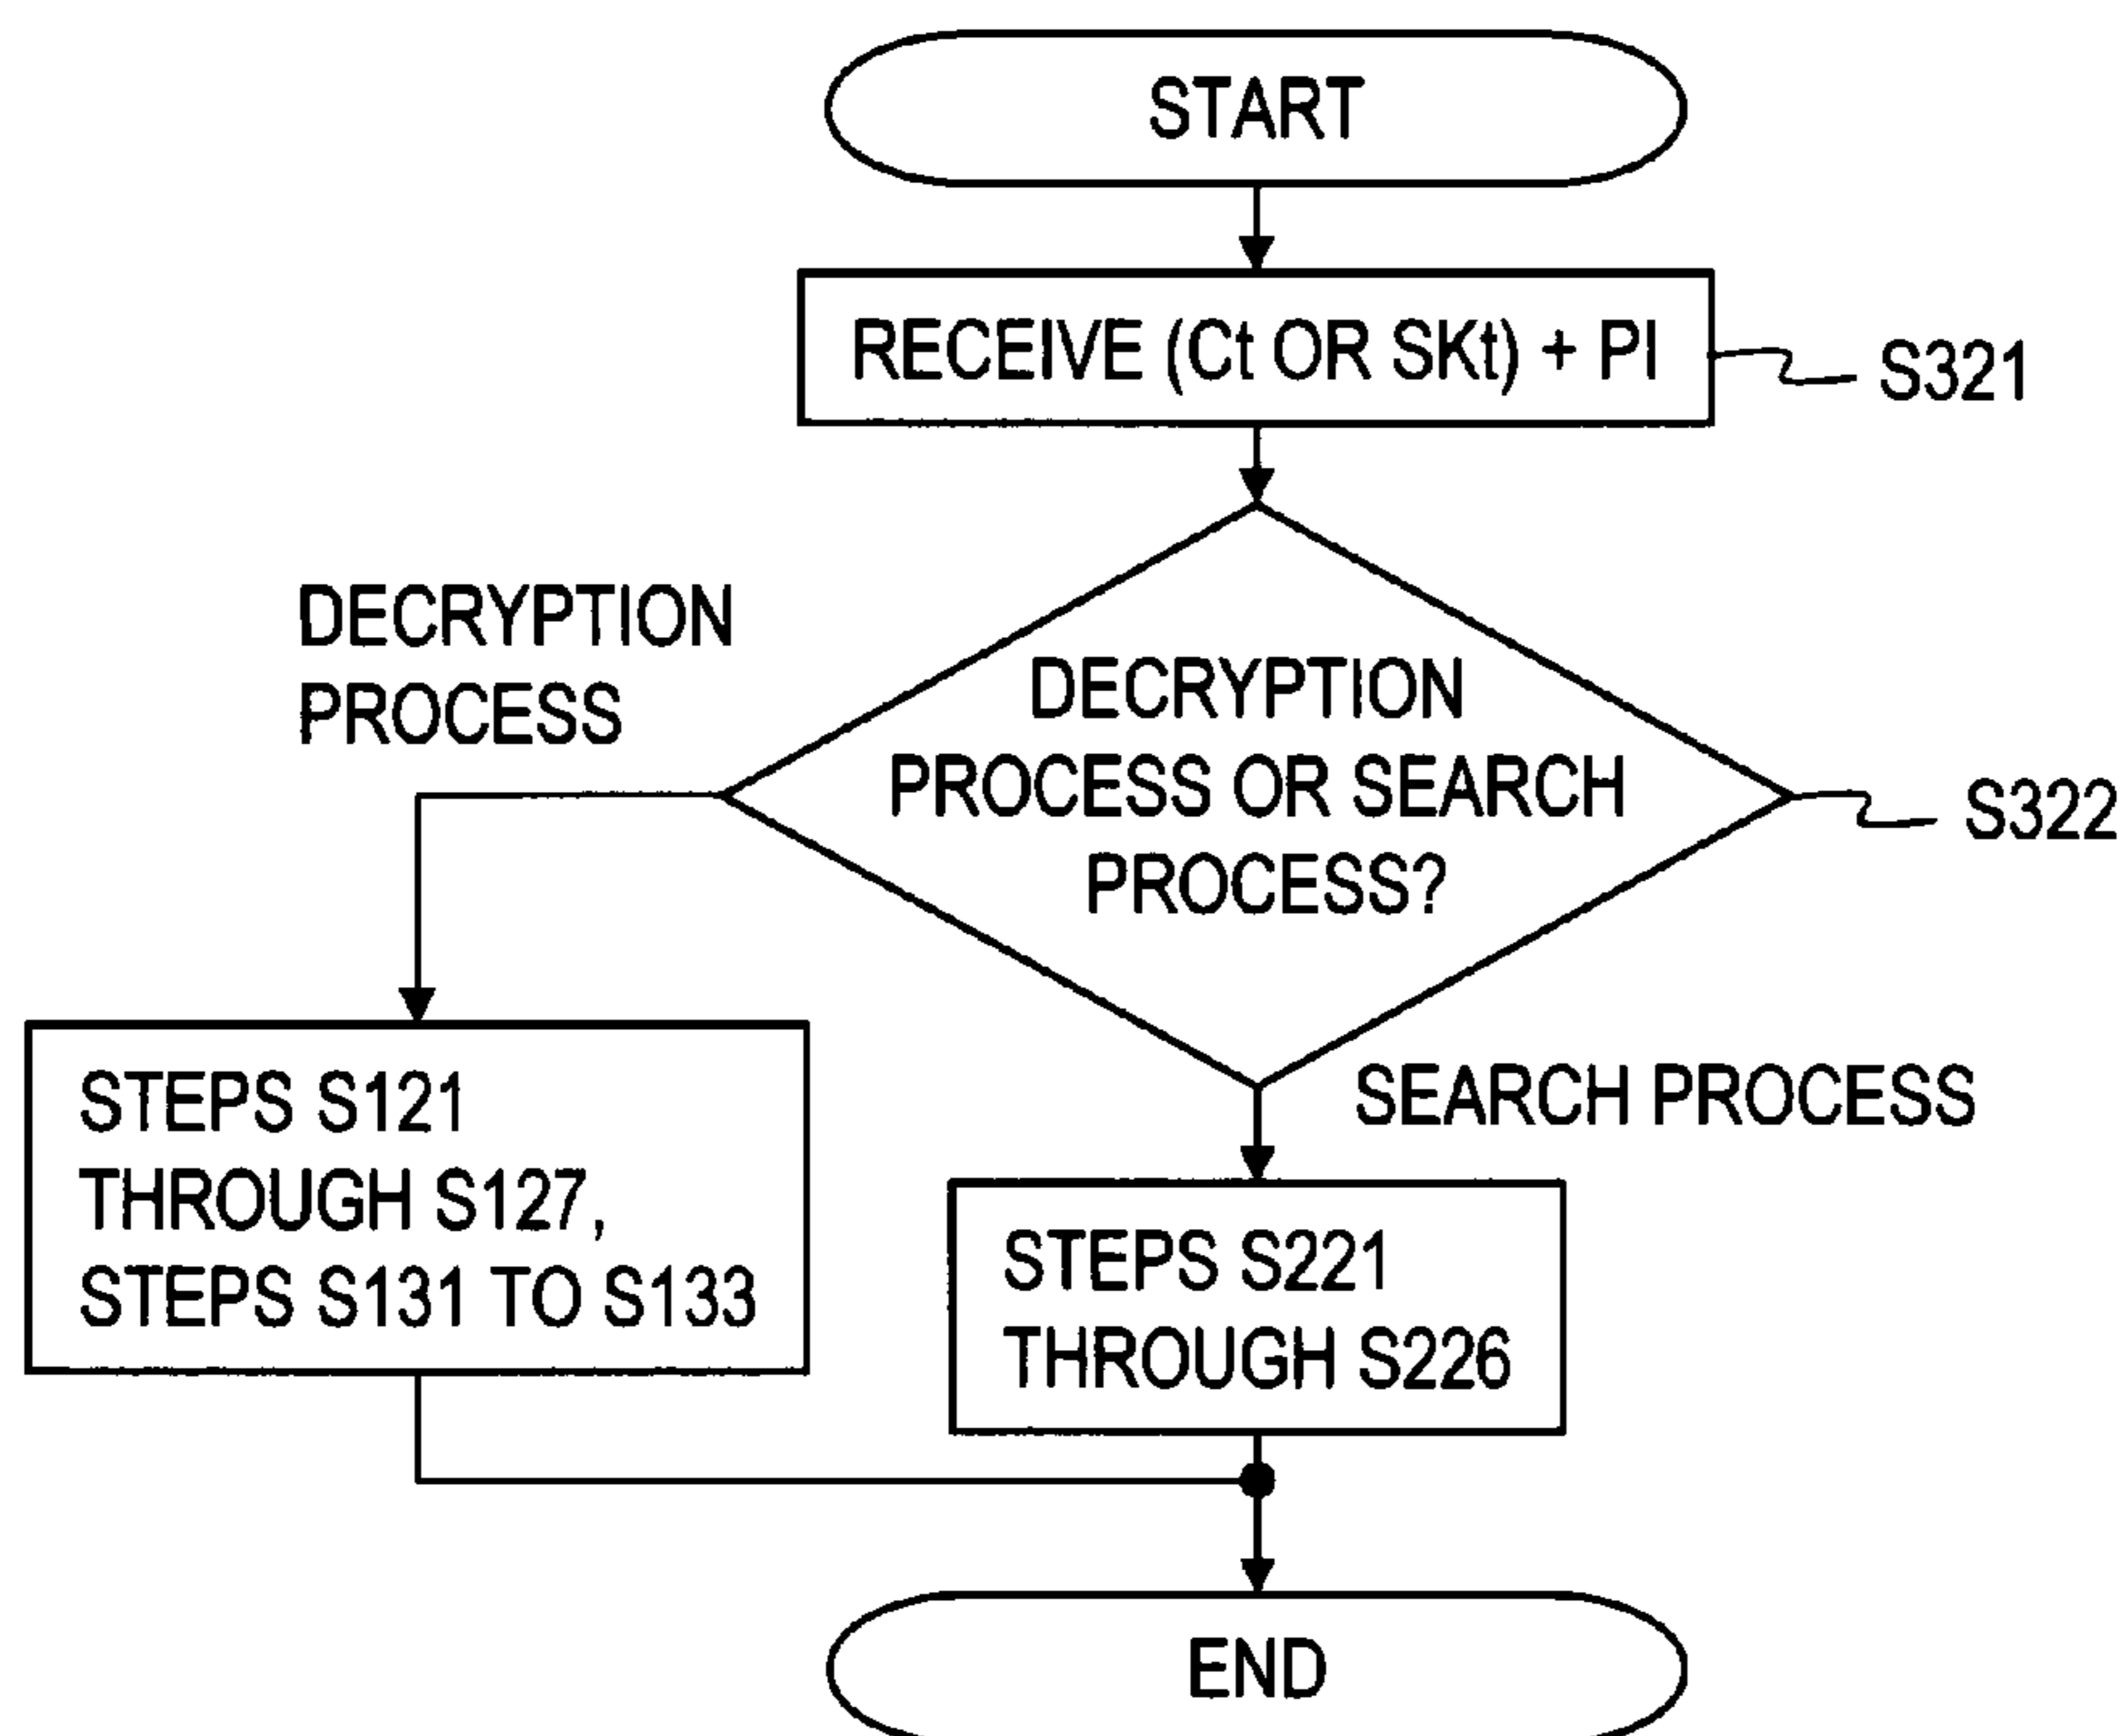 START
RECEIVE (Ct OR SKt) + PI
S321
DECRYPTION
PROCESS
DECRYPTION
PROCESS OR SEARCH
PROCESS?
S322
SEARCH PROCESS
STEPS S121
THROUGH S127,
STEPS S131 TO S133
STEPS S221
THROUGH S226
END